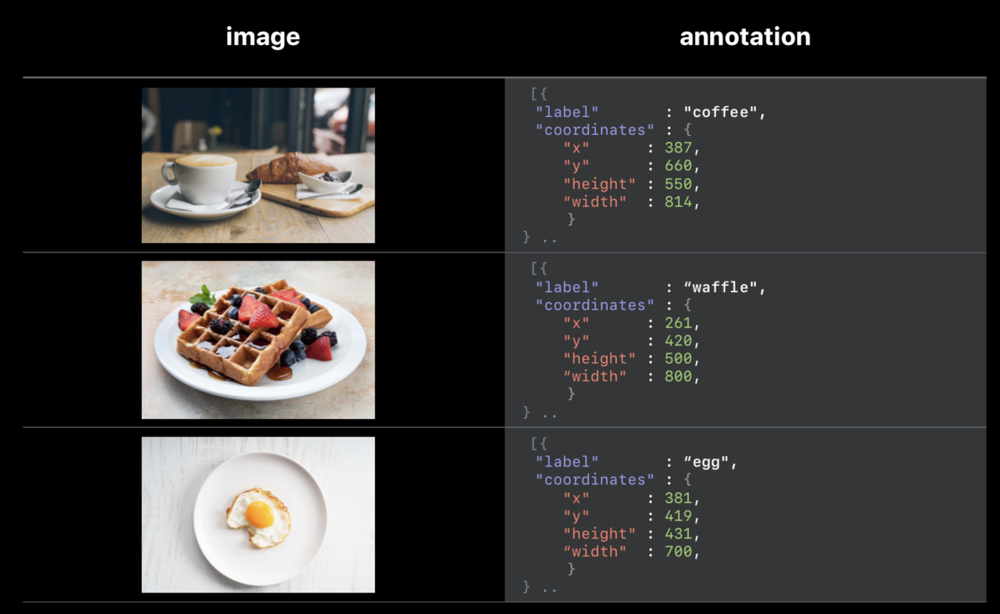 image
annotation
[{
"label" : "coffee",
"coordinates" : {
"x" : 387,
"y" : 660,
"height" : 550,
“width" : 814,
}
} ..
[{
"label" : “waffle",
"coordinates" : {
"x" : 261,
"y" : 420,
"height" : 500,
“width" : 800,
}
} ..
[{
"label" : “egg",
"coordinates" : {
"x" : 381,
"y" : 419,
"height" : 431,
“width" : 700,
}
} ..